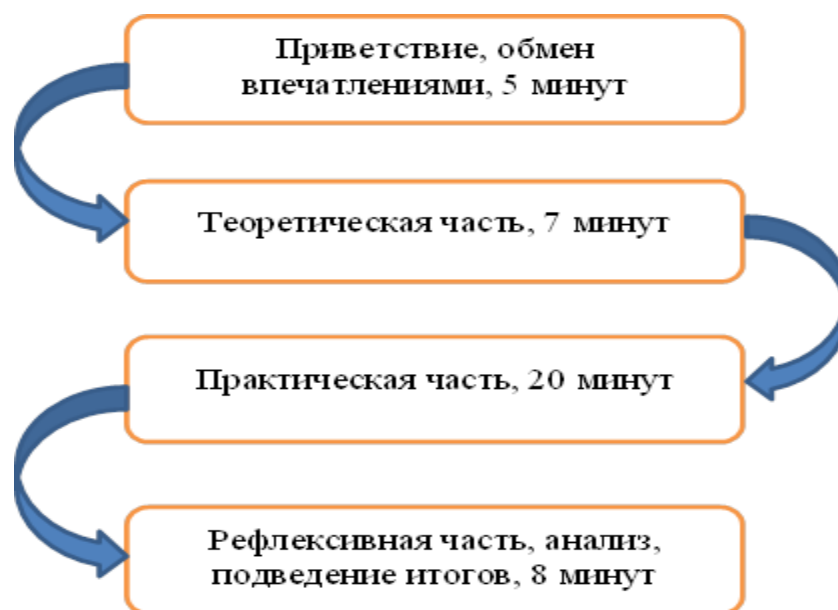 Приветствие, обмен
впечатлениями, 5 минут
Теоретическая часть, 7 минут
Практическая часть, 20 минут
Рефлексивная часть, анализ,
подведение итогов, 8 минут